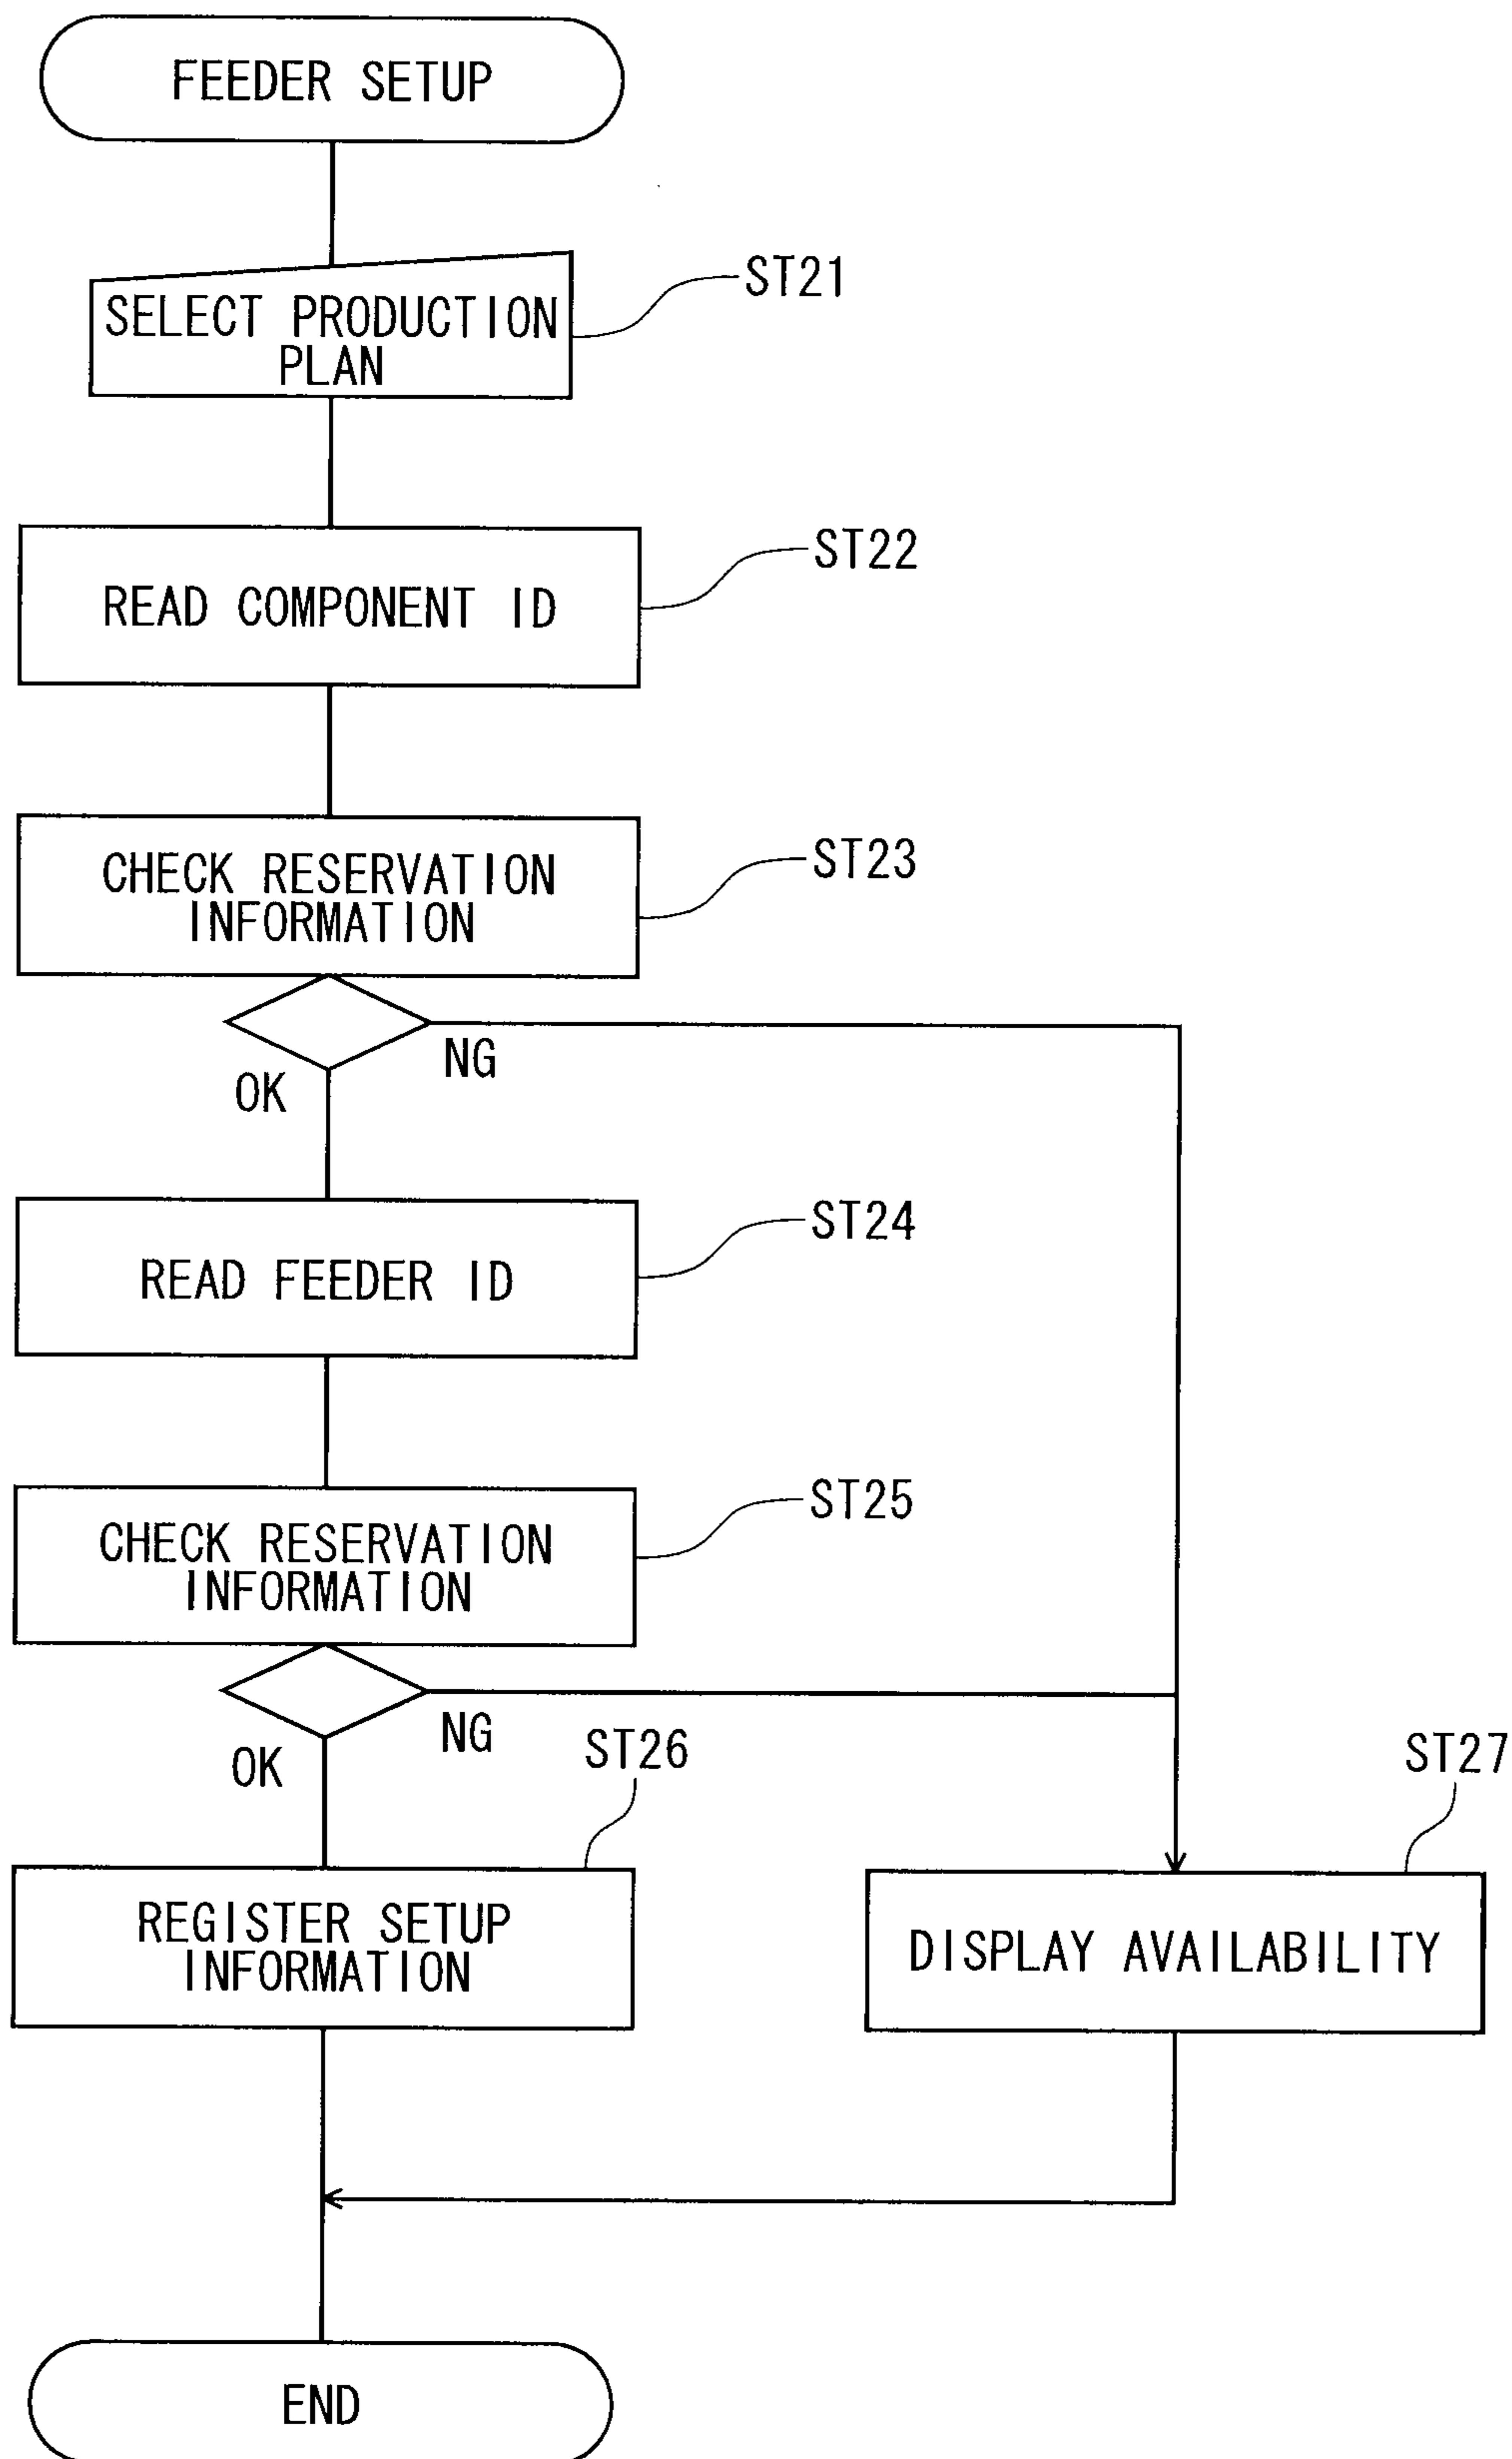 FEEDER SETUP
ST21
SELECT PRODUCTION
PLAN
ST22
READ COMPONENT ID
ST23
CHECK RESERVATION
INFORMATION
NG
OK
ST24
READ FEEDER ID
ST25
CHECK RESERVATION
INFORMATION
NG
OK
ST26
ST27
REGISTER SETUP
INFORMATION
DISPLAY AVAILABILITY
END